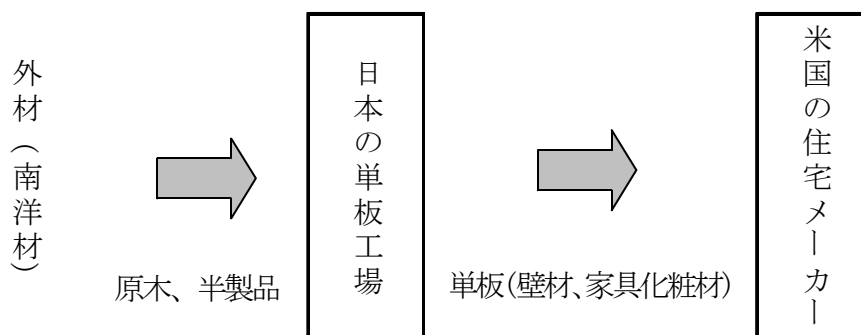 外材（南洋材）
原木、半製品
日本の単板工場
単板（壁材、家具化粧材）
米国の住宅メーカー